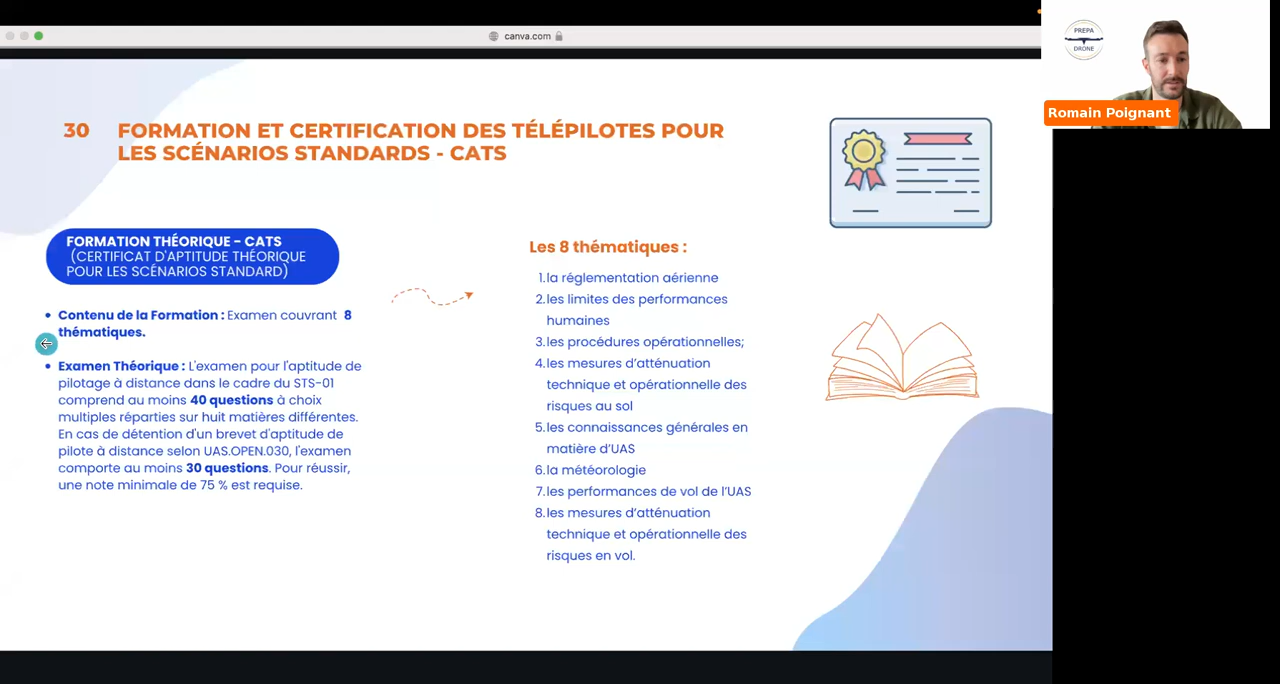 canva.com
PREPA
DRONE
Romain Poignant
30 FORMATION ET CERTIFICATION DES TÉLÉPILOTES POUR
LES SCÉNARIOS STANDARDS - CATS
FORMATION THÉORIQUE - CATS
(CERTIFICAT D'APTITUDE THÉORIQUE
POUR LES SCÉNARIOS STANDARD)
• Contenu de la Formation : Examen couvrant 8
thématiques.
• Examen Théorique : L'examen pour l'aptitude de
pilotage à distance dans le cadre du STS-01
comprend au moins 40 questions à choix
multiples réparties sur huit matières différentes.
En cas de détention d'un brevet d'aptitude de
pilote à distance selon UAS.OPEN.030, l'examen
comporte au moins 30 questions. Pour réussir,
une note minimale de 75 % est requise.
Les 8 thématiques :
1. la réglementation aérienne
2. les limites des performances
humaines
3. les procédures opérationnelles;
4. les mesures d'atténuation
technique et opérationnelle des
risques au sol
5. les connaissances générales en
matière d'UAS
6. la météorologie
7. les performances de vol de l'UAS
8. les mesures d'atténuation
technique et opérationnelle des
risques en vol.